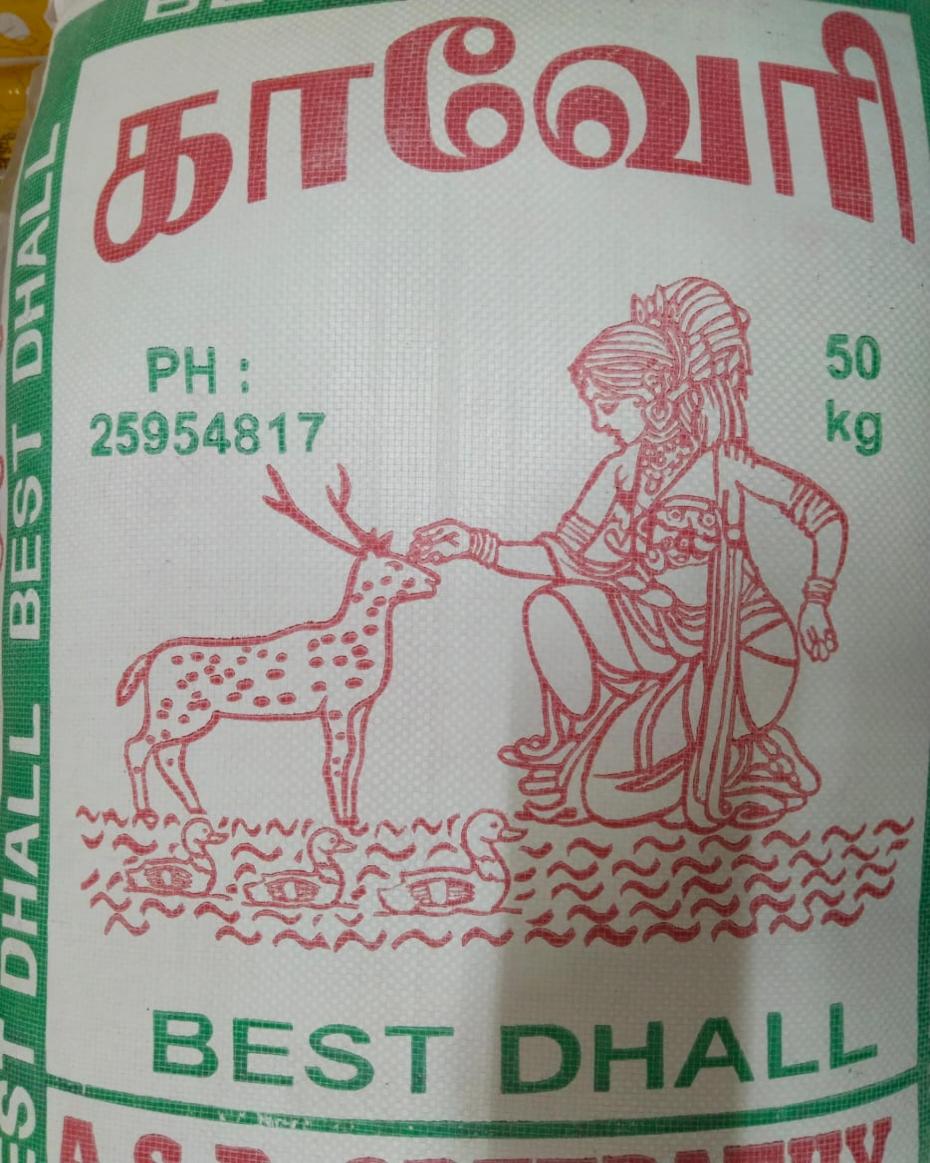 காவேரி
PH :
25954817
50
kg
BEST DHALL
BEST DHALL BEST DHALL